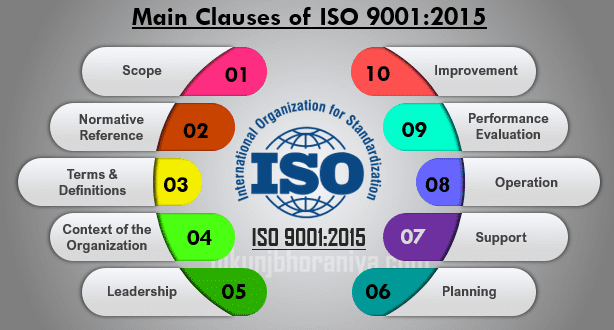 Main Clauses of ISO 9001:2015
Scope
01
Normative
Reference
02
Terms &
Definitions
03
Context of the
Organization
04
Leadership
05
International Organization for Standardization
ISO
ISO 9001:2015
10
Improvement
09
Performance
Evaluation
08
Operation
07
Support
06
Planning